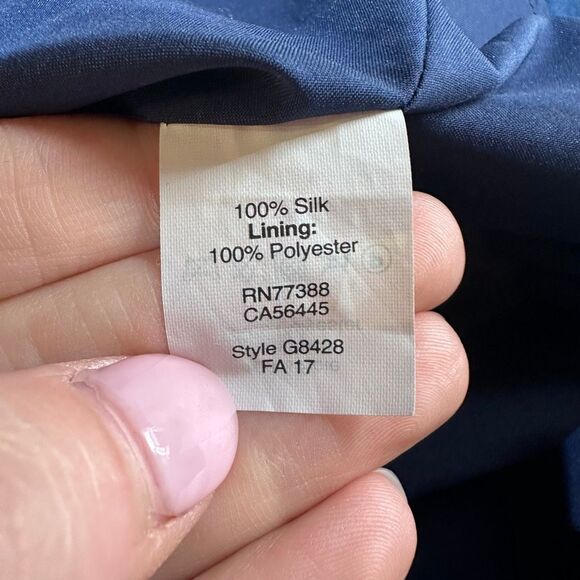 100% Silk
Lining:
100% Polyester
RN77388
CA56445
Style G8428
FA 17